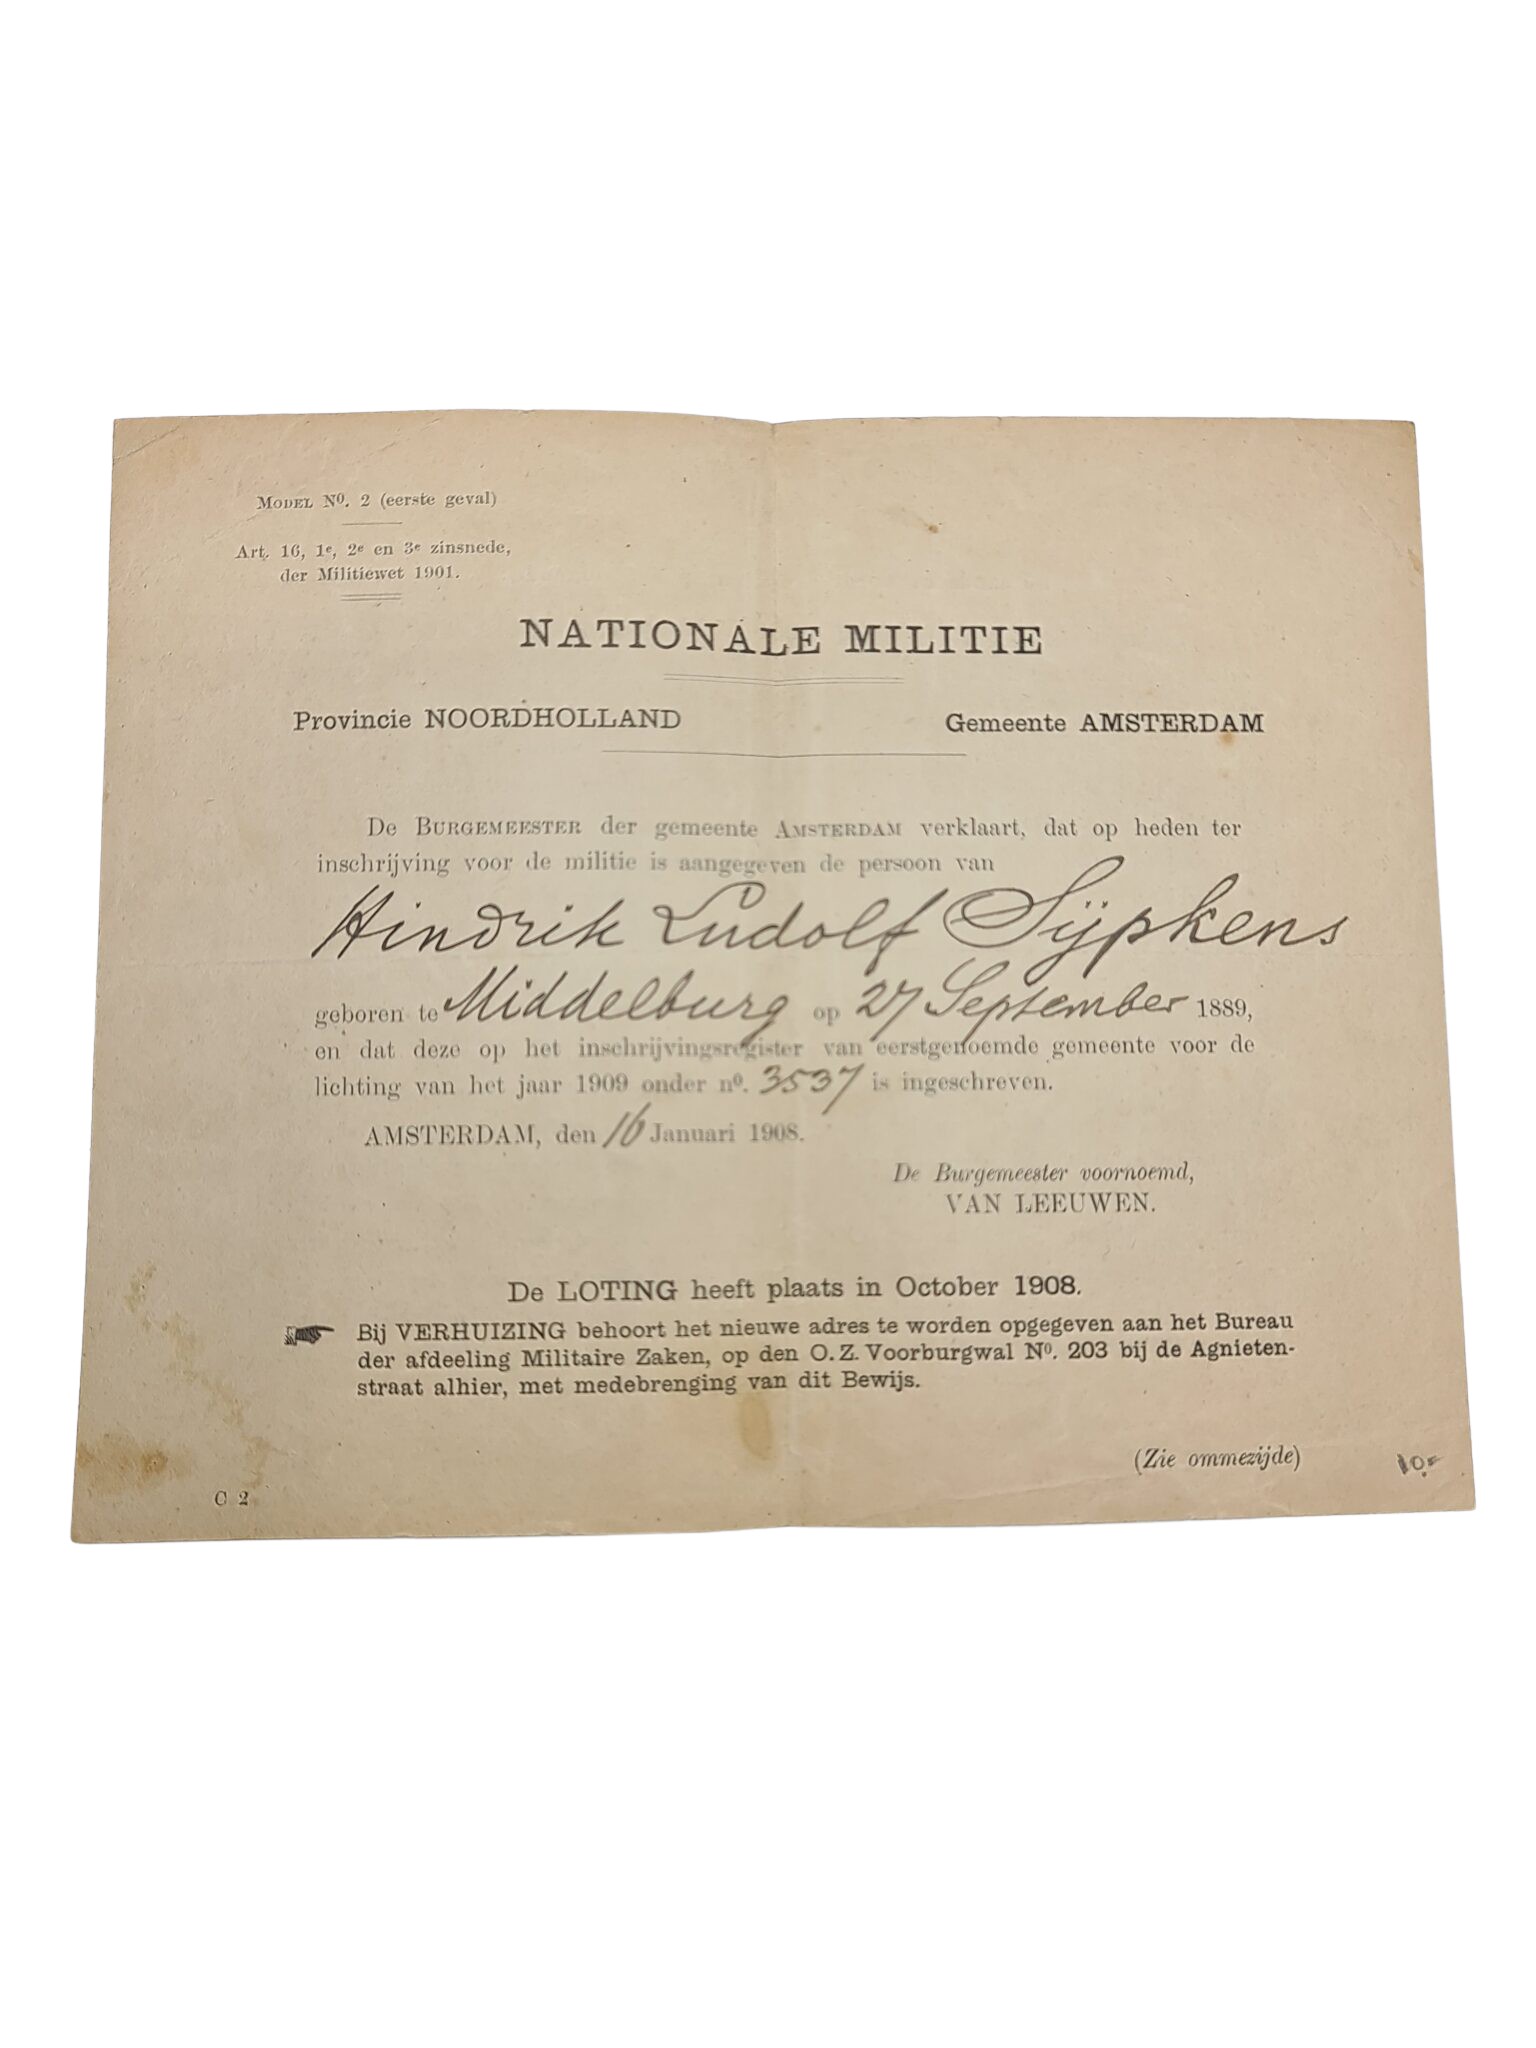 MODEL Nº. 2 (eerste geval)
Art. 16, 1e, 2e en 3e zinsnede,
der Militiewet 1901.
NATIONALE MILITIE
Provincie NOORDHOLLAND Gemeente AMSTERDAM
De BURGEMEESTER der gemeente AMSTERDAM verklaart, dat op heden ter
inschrijving voor de militie is aangegeven de persoon van
Hindrik Ludolf Sijpkens
geboren te Middelburg op 27 September 1889,
en dat deze op het inschrijvingsregister van eerstgenoemde gemeente voor de
lichting van het jaar 1909 onder nº. 3537 is ingeschreven.
AMSTERDAM, den 16 Januari 1908.
De Burgemeester voornoemd,
VAN LEEUWEN.
De LOTING heeft plaats in October 1908.
☛ Bij VERHUIZING behoort het nieuwe adres te worden opgegeven aan het Bureau
der afdeeling Militaire Zaken, op den O. Z. Voorburgwal Nº. 203 bij de Agnieten-
straat alhier, met medebrenging van dit Bewijs.
(Zie ommezijde)
10.-
C 2